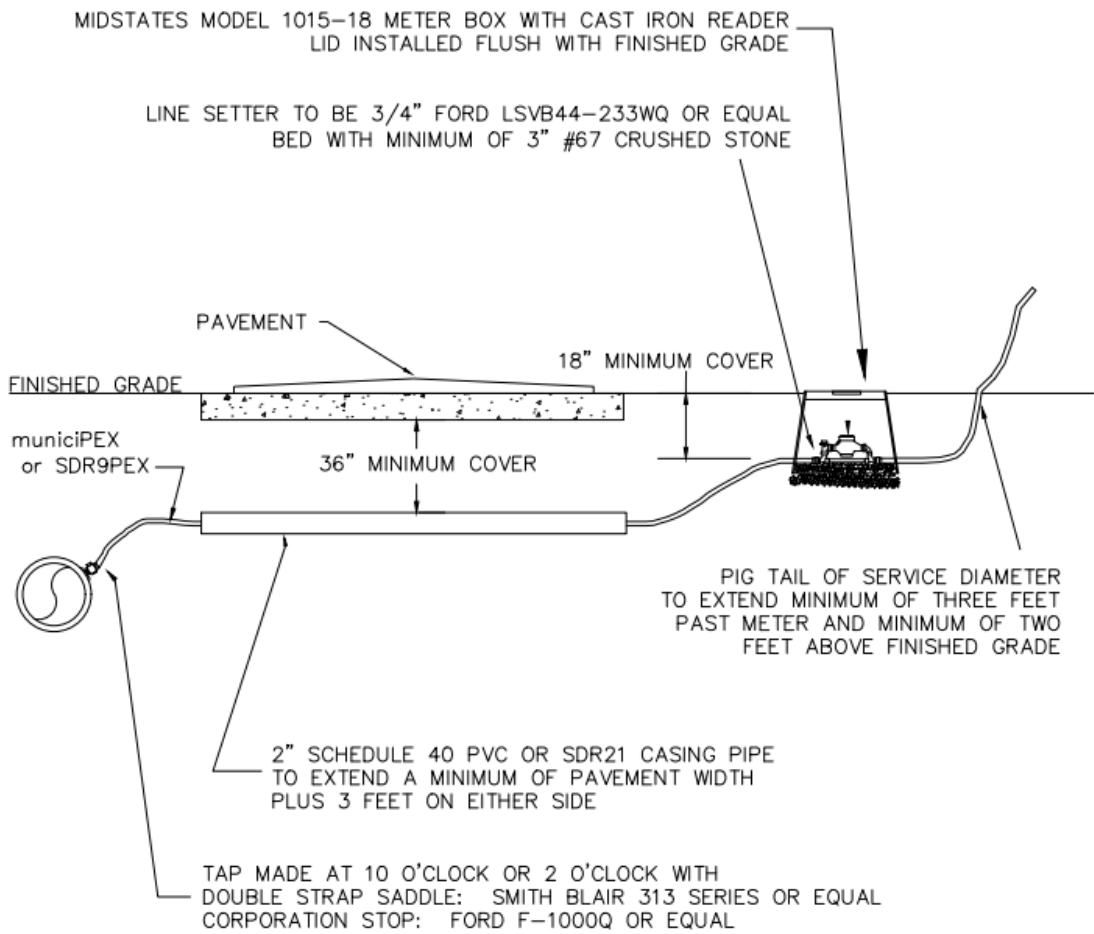 MIDSTATES MODEL 1015-18 METER BOX WITH CAST IRON READER
LID INSTALLED FLUSH WITH FINISHED GRADE
LINE SETTER TO BE 3/4" FORD LSVB44-233WQ OR EQUAL
BED WITH MINIMUM OF 3" #67 CRUSHED STONE
PAVEMENT
18" MINIMUM COVER
FINISHED GRADE
municiPEX
or SDR9PEX
36" MINIMUM COVER
PIG TAIL OF SERVICE DIAMETER
TO EXTEND MINIMUM OF THREE FEET
PAST METER AND MINIMUM OF TWO
FEET ABOVE FINISHED GRADE
2" SCHEDULE 40 PVC OR SDR21 CASING PIPE
TO EXTEND A MINIMUM OF PAVEMENT WIDTH
PLUS 3 FEET ON EITHER SIDE
TAP MADE AT 10 O'CLOCK OR 2 O'CLOCK WITH
DOUBLE STRAP SADDLE: SMITH BLAIR 313 SERIES OR EQUAL
CORPORATION STOP: FORD F-1000Q OR EQUAL